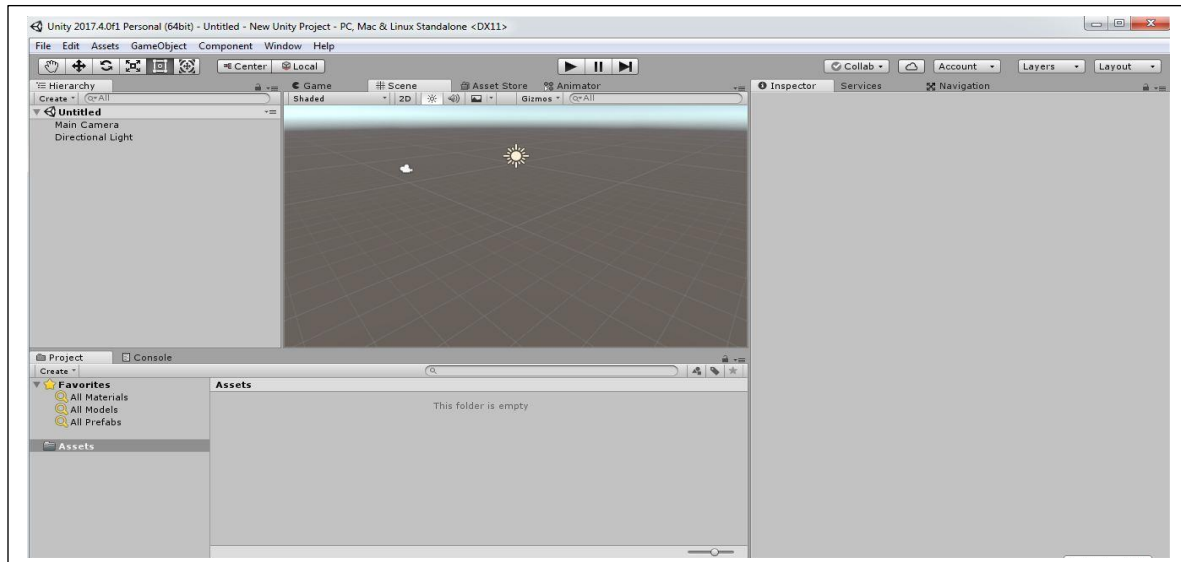 Unity 2017.4.0f1 Personal (64bit) - Untitled - New Unity Project - PC, Mac & Linux Standalone <DX11>
File Edit Assets GameObject Component Window Help
Center Local Collab Account Layers Layout
Hierarchy Game Scene Asset Store Animator Inspector Services Navigation
Create All Shaded 2D Gizmos All
Untitled
Main Camera
Directional Light
Project Console
Create
Favorites Assets
All Materials This folder is empty
All Models
All Prefabs
Assets